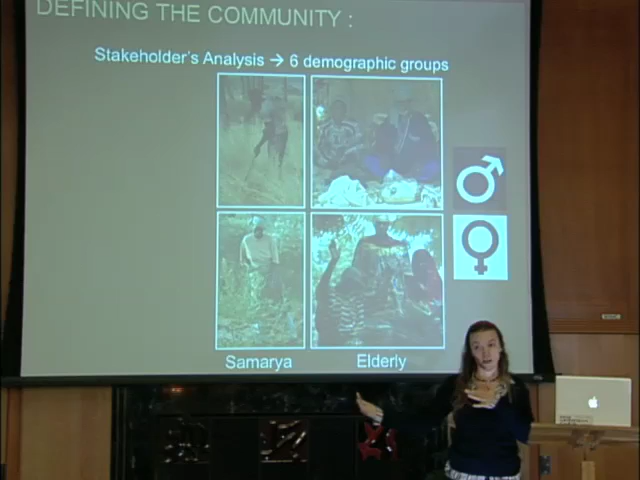 DEFINING THE COMMUNITY :
Stakeholder's Analysis → 6 demographic groups
Samarya
Elderly